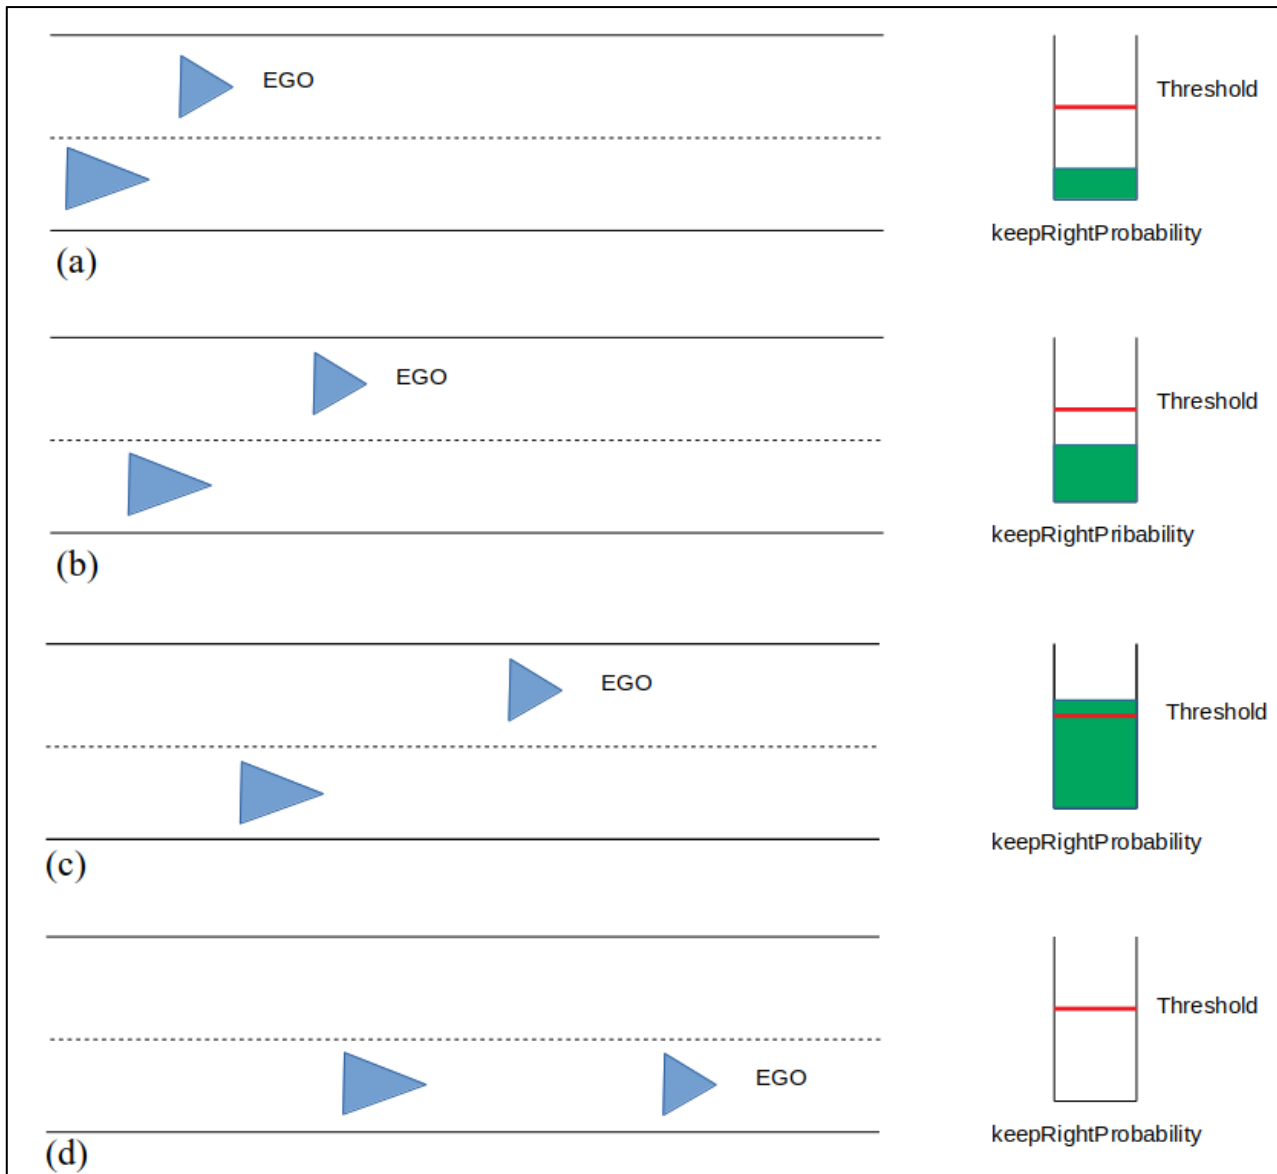 EGO
Threshold
keepRightProbability
(a)
EGO
Threshold
keepRightPribability
(b)
EGO
Threshold
keepRightProbability
(c)
Threshold
EGO
keepRightProbability
(d)